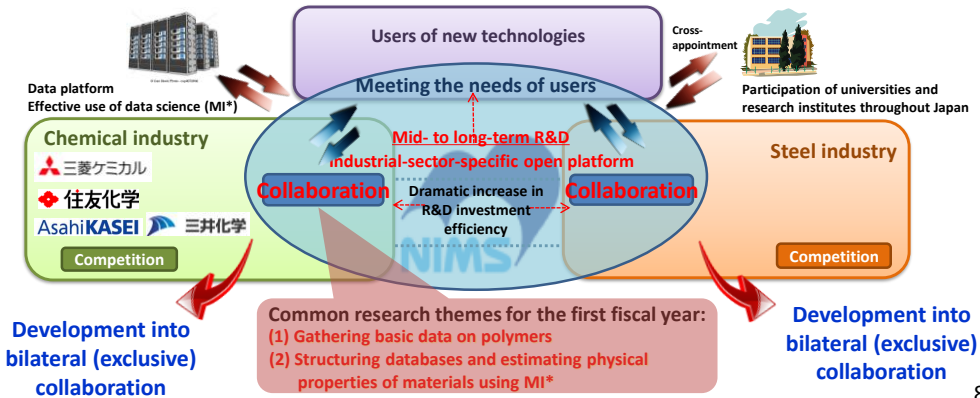 Users of new technologies
Cross-
appointment
Data platform
Effective use of data science (MI*)
Meeting the needs of users
Participation of universities and
research institutes throughout Japan
Chemical industry
Mid- to long-term R&D
Industrial-sector-specific open platform
Steel industry
三菱ケミカル
住友化学
AsahiKASEI
三井化学
Collaboration
Dramatic increase in
R&D investment
efficiency
Collaboration
NIMS
Competition
Competition
Common research themes for the first fiscal year:
(1) Gathering basic data on polymers
(2) Structuring databases and estimating physical
properties of materials using MI*
Development into
bilateral (exclusive)
collaboration
Development into
bilateral (exclusive)
collaboration